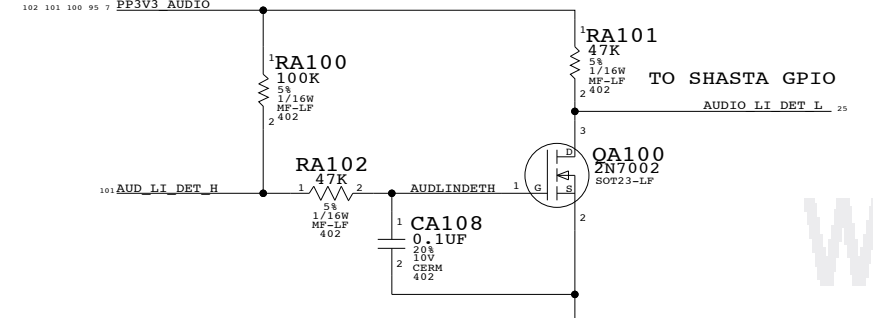 102 101 100 95 7 PP3V3_AUDIO
1
RA100
100K
5%
1/16W
MF-LF
402
2
1
RA101
47K
5%
1/16W
MF-LF
402
2
TO SHASTA GPIO
AUDIO_LI_DET_L 25
3
D
QA100
2N7002
SOT23-LF
G
S
1
2
101 AUD_LI_DET_H
RA102
47K
1
2
5%
1/16W
MF-LF
402
AUDLINDETH
1
CA108
0.1UF
20%
10V
CERM
402
2
W